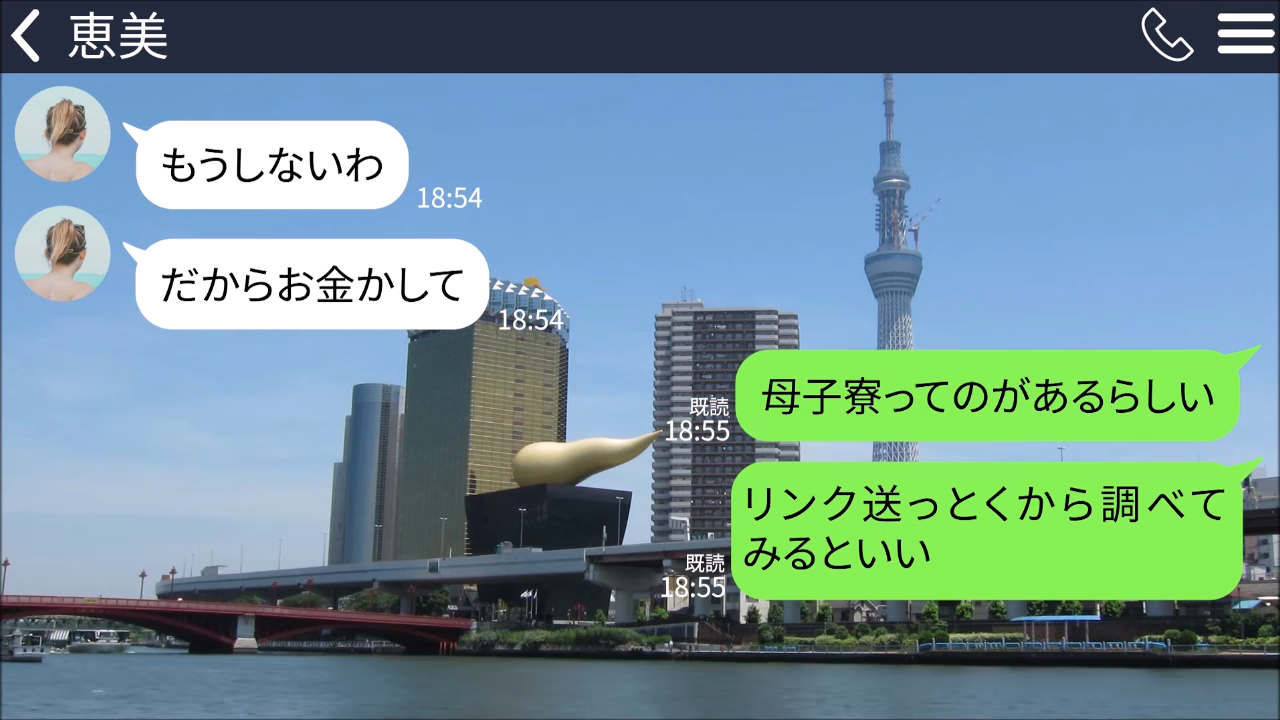 恵美
もうしないわ
18:54
だからお金かして
18:54
母子寮ってのがあるらしい
既読
18:55
リンク送っとくから調べて
みるといい
既読
18:55